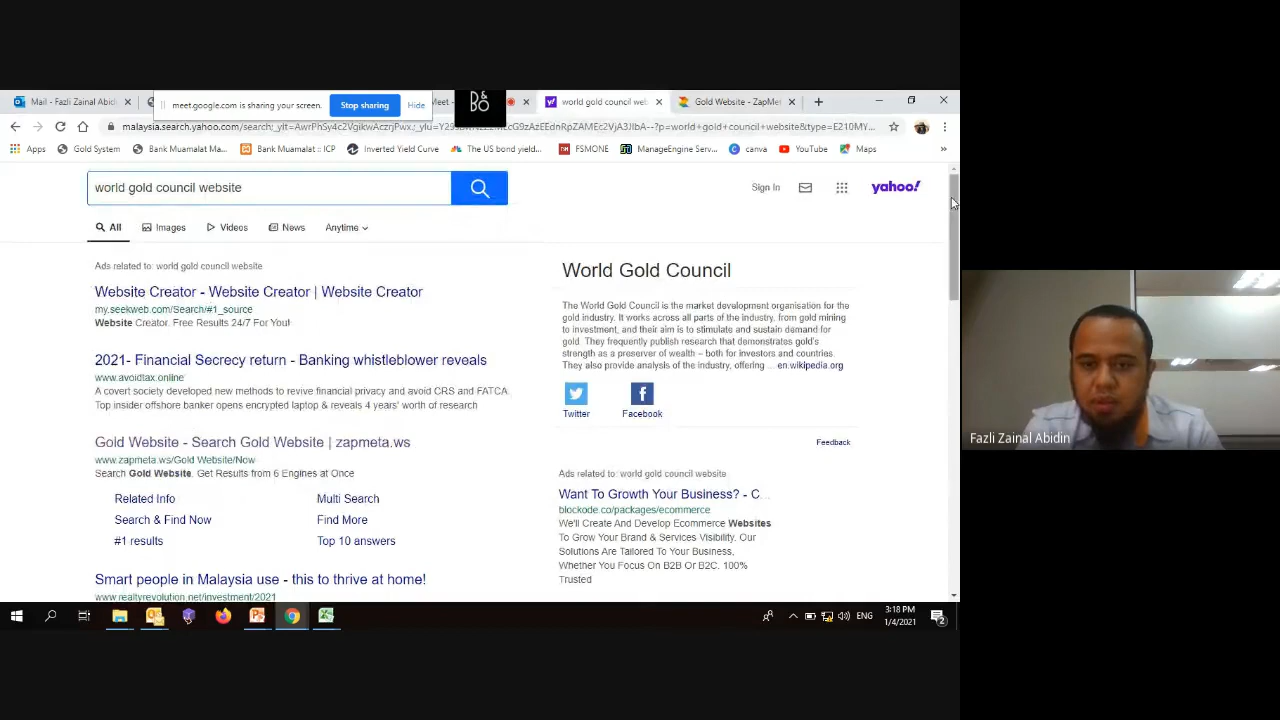 Mail - Fazli Zainal Abidi
meet.google.com is sharing your screen.
Stop sharing
Hide
B&O
world gold council web
Gold Website - ZapMe
malaysia.search.yahoo.com/search;_
Apps
Gold System
Bank Muamalat Ma...
Bank Muamalat :: ICP
Inverted Yield Curve
The US bond yield...
FSMONE
ManageEngine Serv...
canva
YouTube
Maps
»
world gold council website
Sign In
yahoo!
All
Images
Videos
News
Anytime
Ads related to: world gold council website
Website Creator - Website Creator | Website Creator
my.seekweb.com/Search/#1_source
Website Creator. Free Results 24/7 For You!
2021- Financial Secrecy return - Banking whistleblower reveals
www.avoidtax.online
A covert society developed new methods to revive financial privacy and avoid CRS and FATCA.
Top insider offshore banker opens encrypted laptop & reveals 4 years' worth of research
Gold Website - Search Gold Website | zapmeta.ws
www.zapmeta.ws/Gold Website/Now
Search Gold Website. Get Results from 6 Engines at Once
Related Info
Multi Search
Search & Find Now
Find More
#1 results
Top 10 answers
Smart people in Malaysia use - this to thrive at home!
www.realtyrevolution.net/investment/2021
World Gold Council
The World Gold Council is the market development organisation for the
gold industry. It works across all parts of the industry, from gold mining
to investment, and their aim is to stimulate and sustain demand for
gold. They frequently publish research that demonstrates gold's
strength as a preserver of wealth – both for investors and countries.
They also provide analysis of the industry, offering ... en.wikipedia.org
Twitter
Facebook
Feedback
Ads related to: world gold council website
Want To Growth Your Business? - C...
blockode.co/packages/ecommerce
We'll Create And Develop Ecommerce Websites
To Grow Your Brand & Services Visibility. Our
Solutions Are Tailored To Your Business,
Whether You Focus On B2B Or B2C. 100%
Trusted
Fazli Zainal Abidin
ENG
3:18 PM
1/4/2021
2